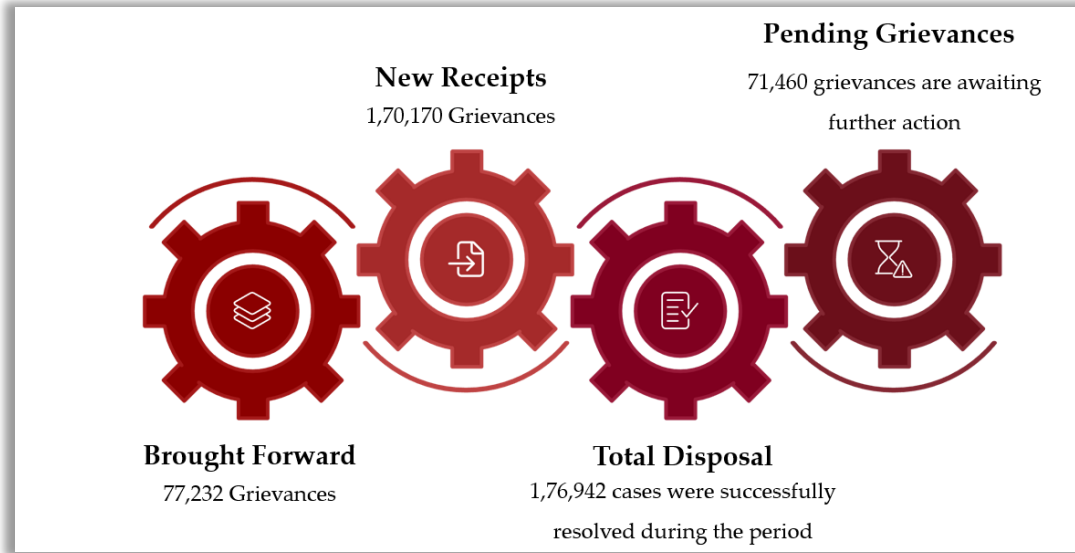 Pending Grievances
71,460 grievances are awaiting
further action
New Receipts
1,70,170 Grievances
Brought Forward
77,232 Grievances
Total Disposal
1,76,942 cases were successfully
resolved during the period